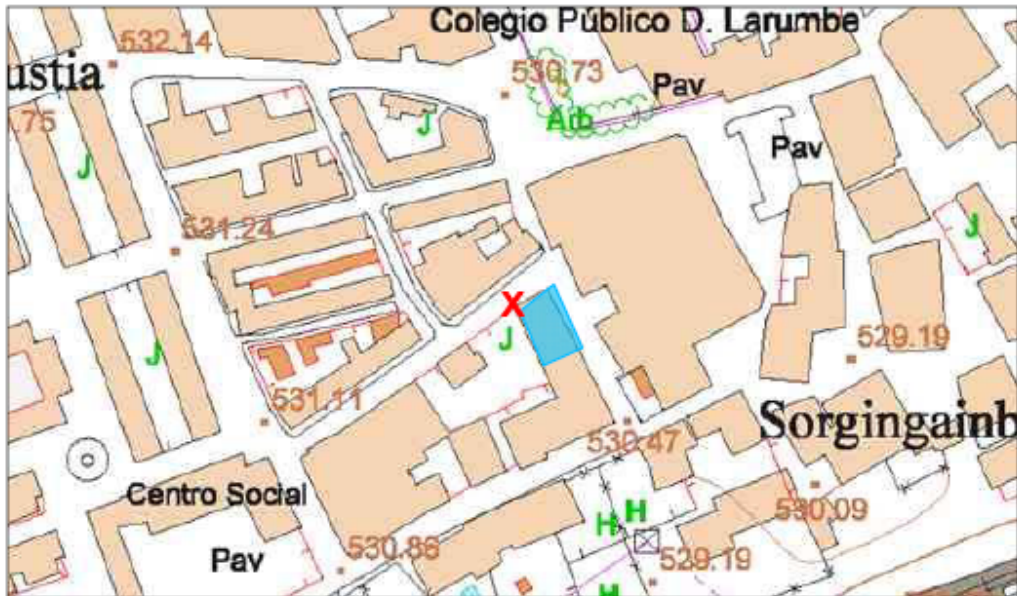 Colegio Público D. Larumbe
532.14
ustia
530.73
Pav
.75
J
Arb
Pav
J
J
531.24
X
J
J
529.19
531.11
Sorgingainb
530.47
Centro Social
H
H
530.09
Pav
530.86
529.19
H